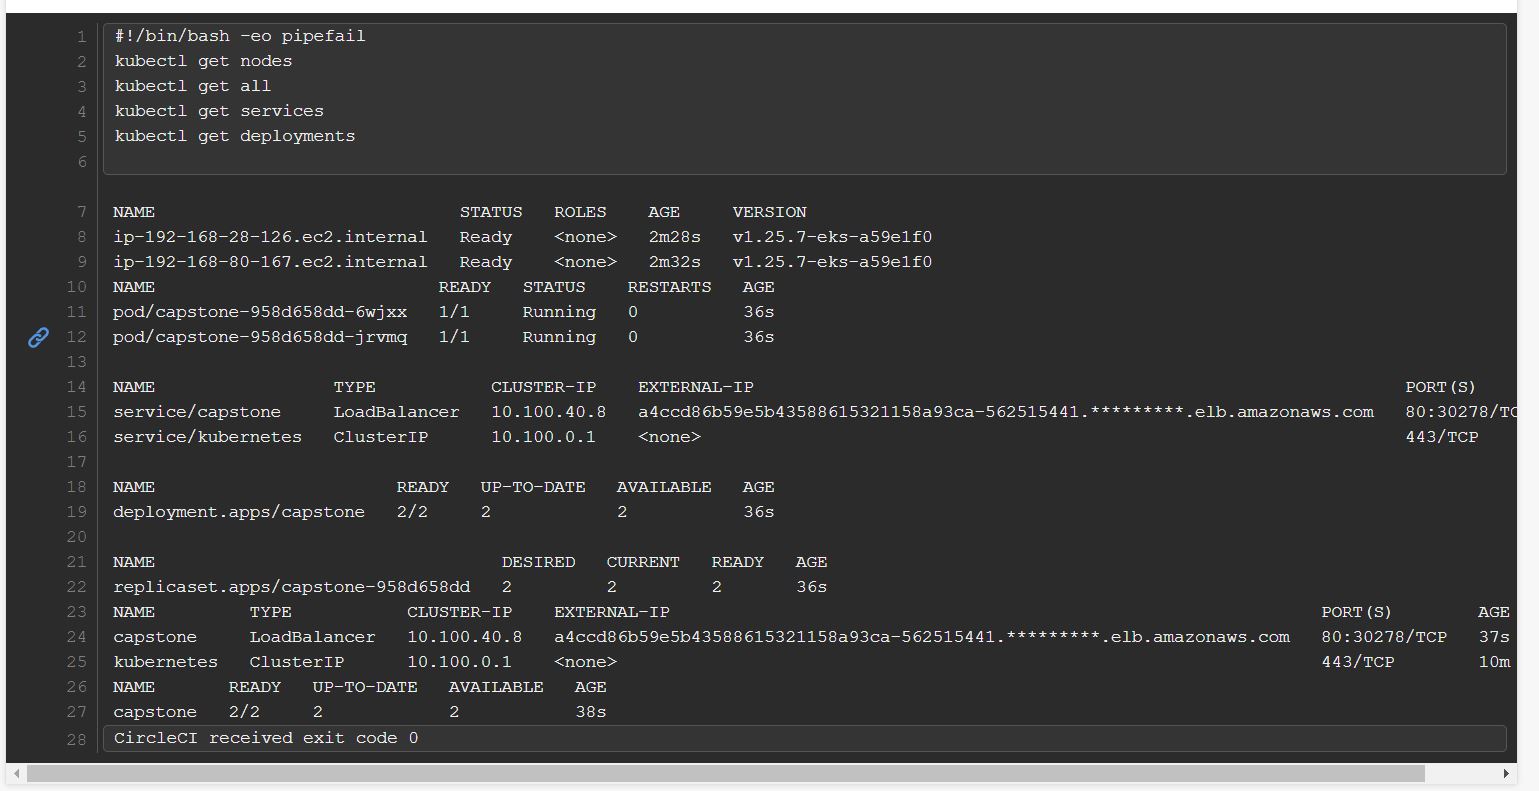 1 #!/bin/bash -eo pipefail
2 kubectl get nodes
3 kubectl get all
4 kubectl get services
5 kubectl get deployments
6
7 NAME STATUS ROLES AGE VERSION
8 ip-192-168-28-126.ec2.internal Ready <none> 2m28s v1.25.7-eks-a59e1f0
9 ip-192-168-80-167.ec2.internal Ready <none> 2m32s v1.25.7-eks-a59e1f0
10 NAME READY STATUS RESTARTS AGE
11 pod/capstone-958d658dd-6wjxx 1/1 Running 0 36s
12 pod/capstone-958d658dd-jrvmq 1/1 Running 0 36s
13
14 NAME TYPE CLUSTER-IP EXTERNAL-IP PORT(S)
15 service/capstone LoadBalancer 10.100.40.8 a4ccd86b59e5b43588615321158a93ca-562515441.*********.elb.amazonaws.com 80:30278/TC
16 service/kubernetes ClusterIP 10.100.0.1 <none> 443/TCP
17
18 NAME READY UP-TO-DATE AVAILABLE AGE
19 deployment.apps/capstone 2/2 2 2 36s
20
21 NAME DESIRED CURRENT READY AGE
22 replicaset.apps/capstone-958d658dd 2 2 2 36s
23 NAME TYPE CLUSTER-IP EXTERNAL-IP PORT(S) AGE
24 capstone LoadBalancer 10.100.40.8 a4ccd86b59e5b43588615321158a93ca-562515441.*********.elb.amazonaws.com 80:30278/TCP 37s
25 kubernetes ClusterIP 10.100.0.1 <none> 443/TCP 10m
26 NAME READY UP-TO-DATE AVAILABLE AGE
27 capstone 2/2 2 2 38s
28 CircleCI received exit code 0